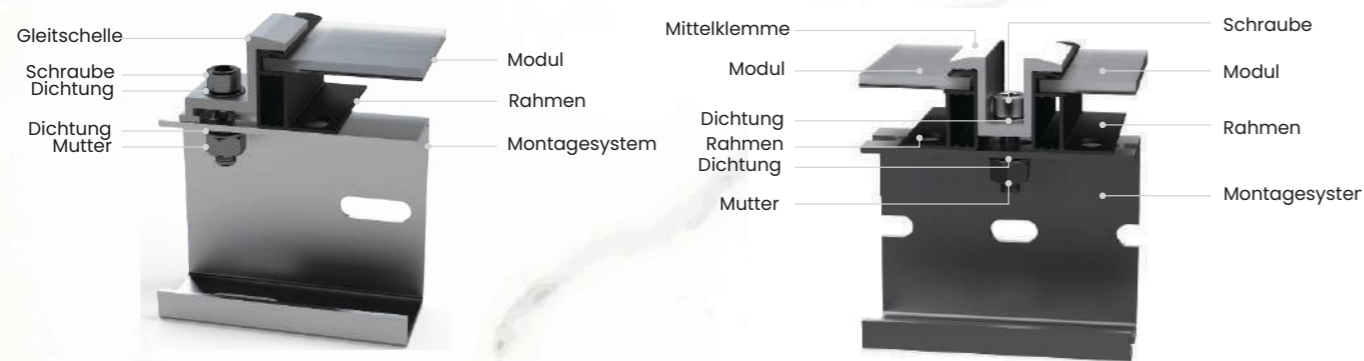 Gleitschelle
Schraube
Dichtung
Dichtung
Mutter
Modul
Rahmen
Montagesystem
Mittelklemme
Modul
Dichtung
Rahmen
Dichtung
Mutter
Schraube
Modul
Rahmen
Montagesyster